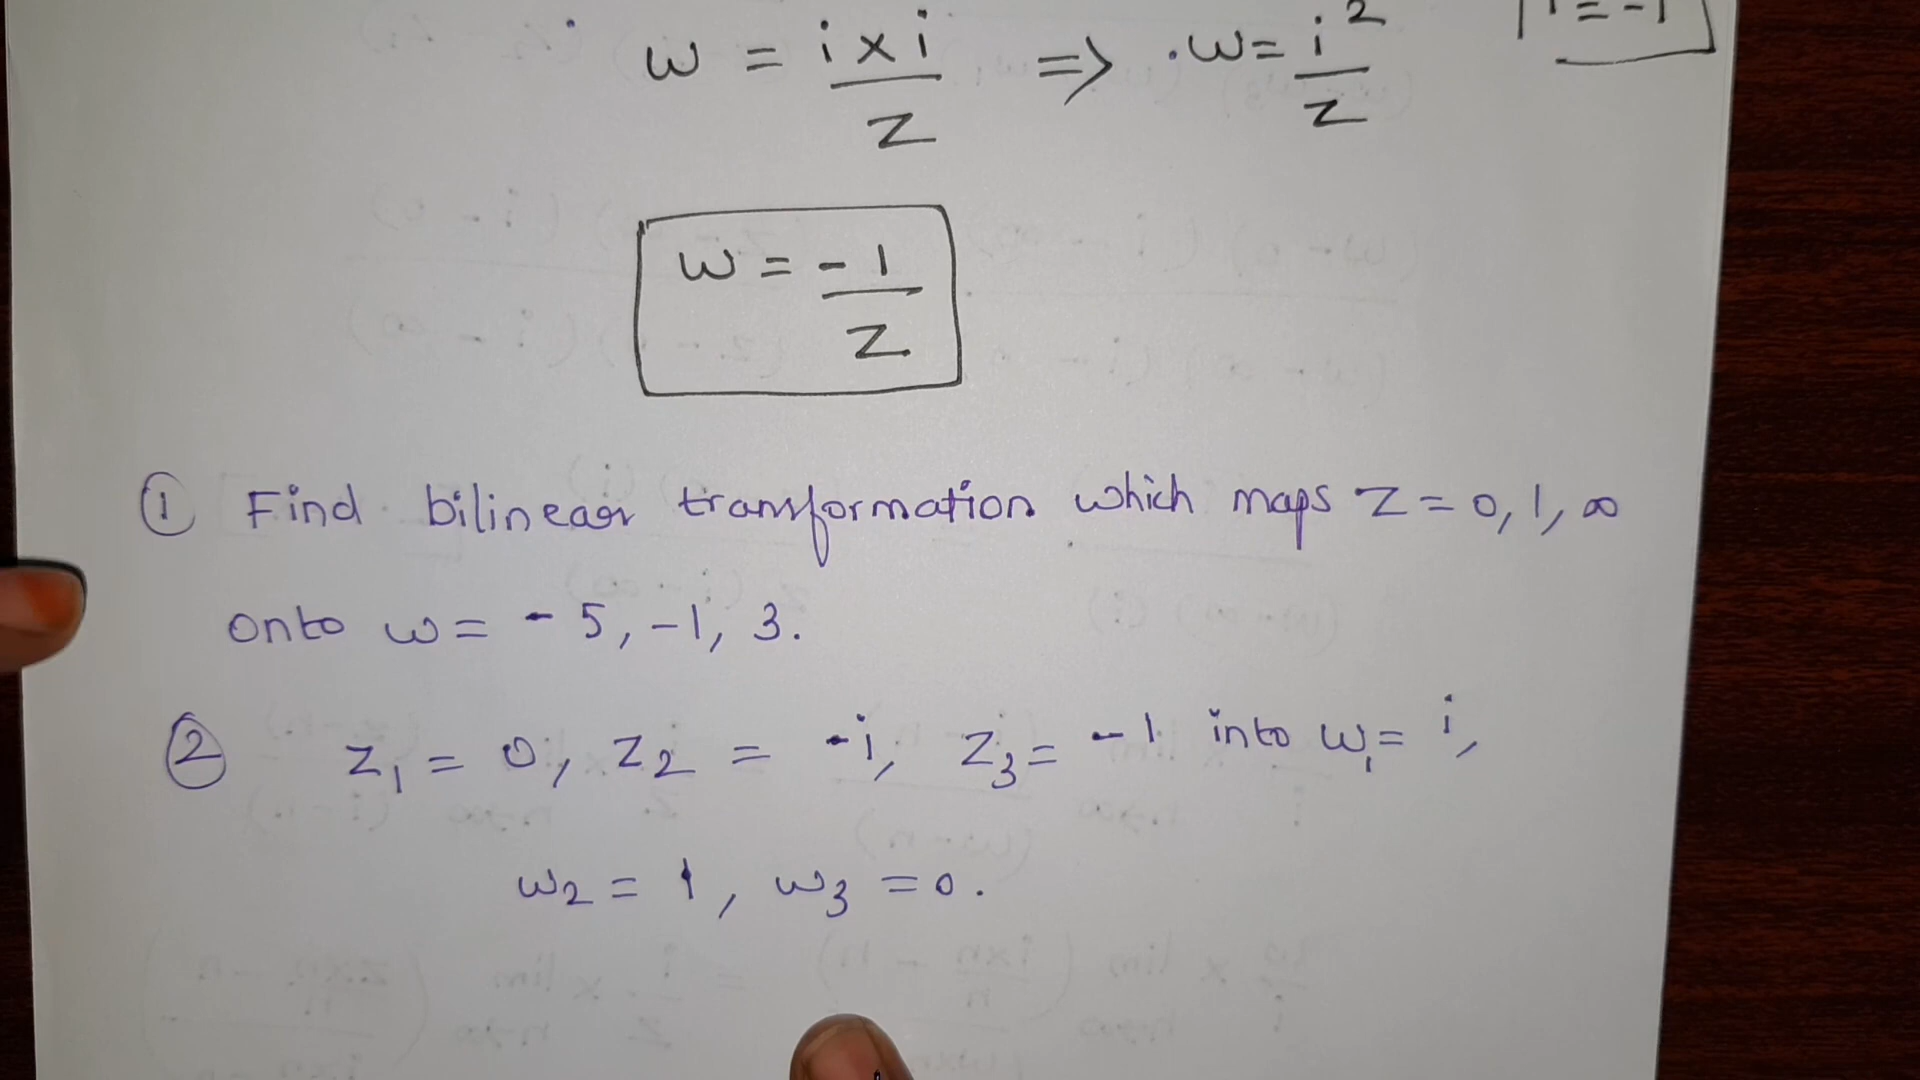 w = i x i / z => . w = i² / z
= -1
w = -1 / z
① Find bilinear transformation which maps z = 0, 1, ∞
onto w = - 5, -1, 3.
② z₁ = 0, z₂ = -i, z₃ = -1 into w₁ = i,
w₂ = 1, w₃ = 0.